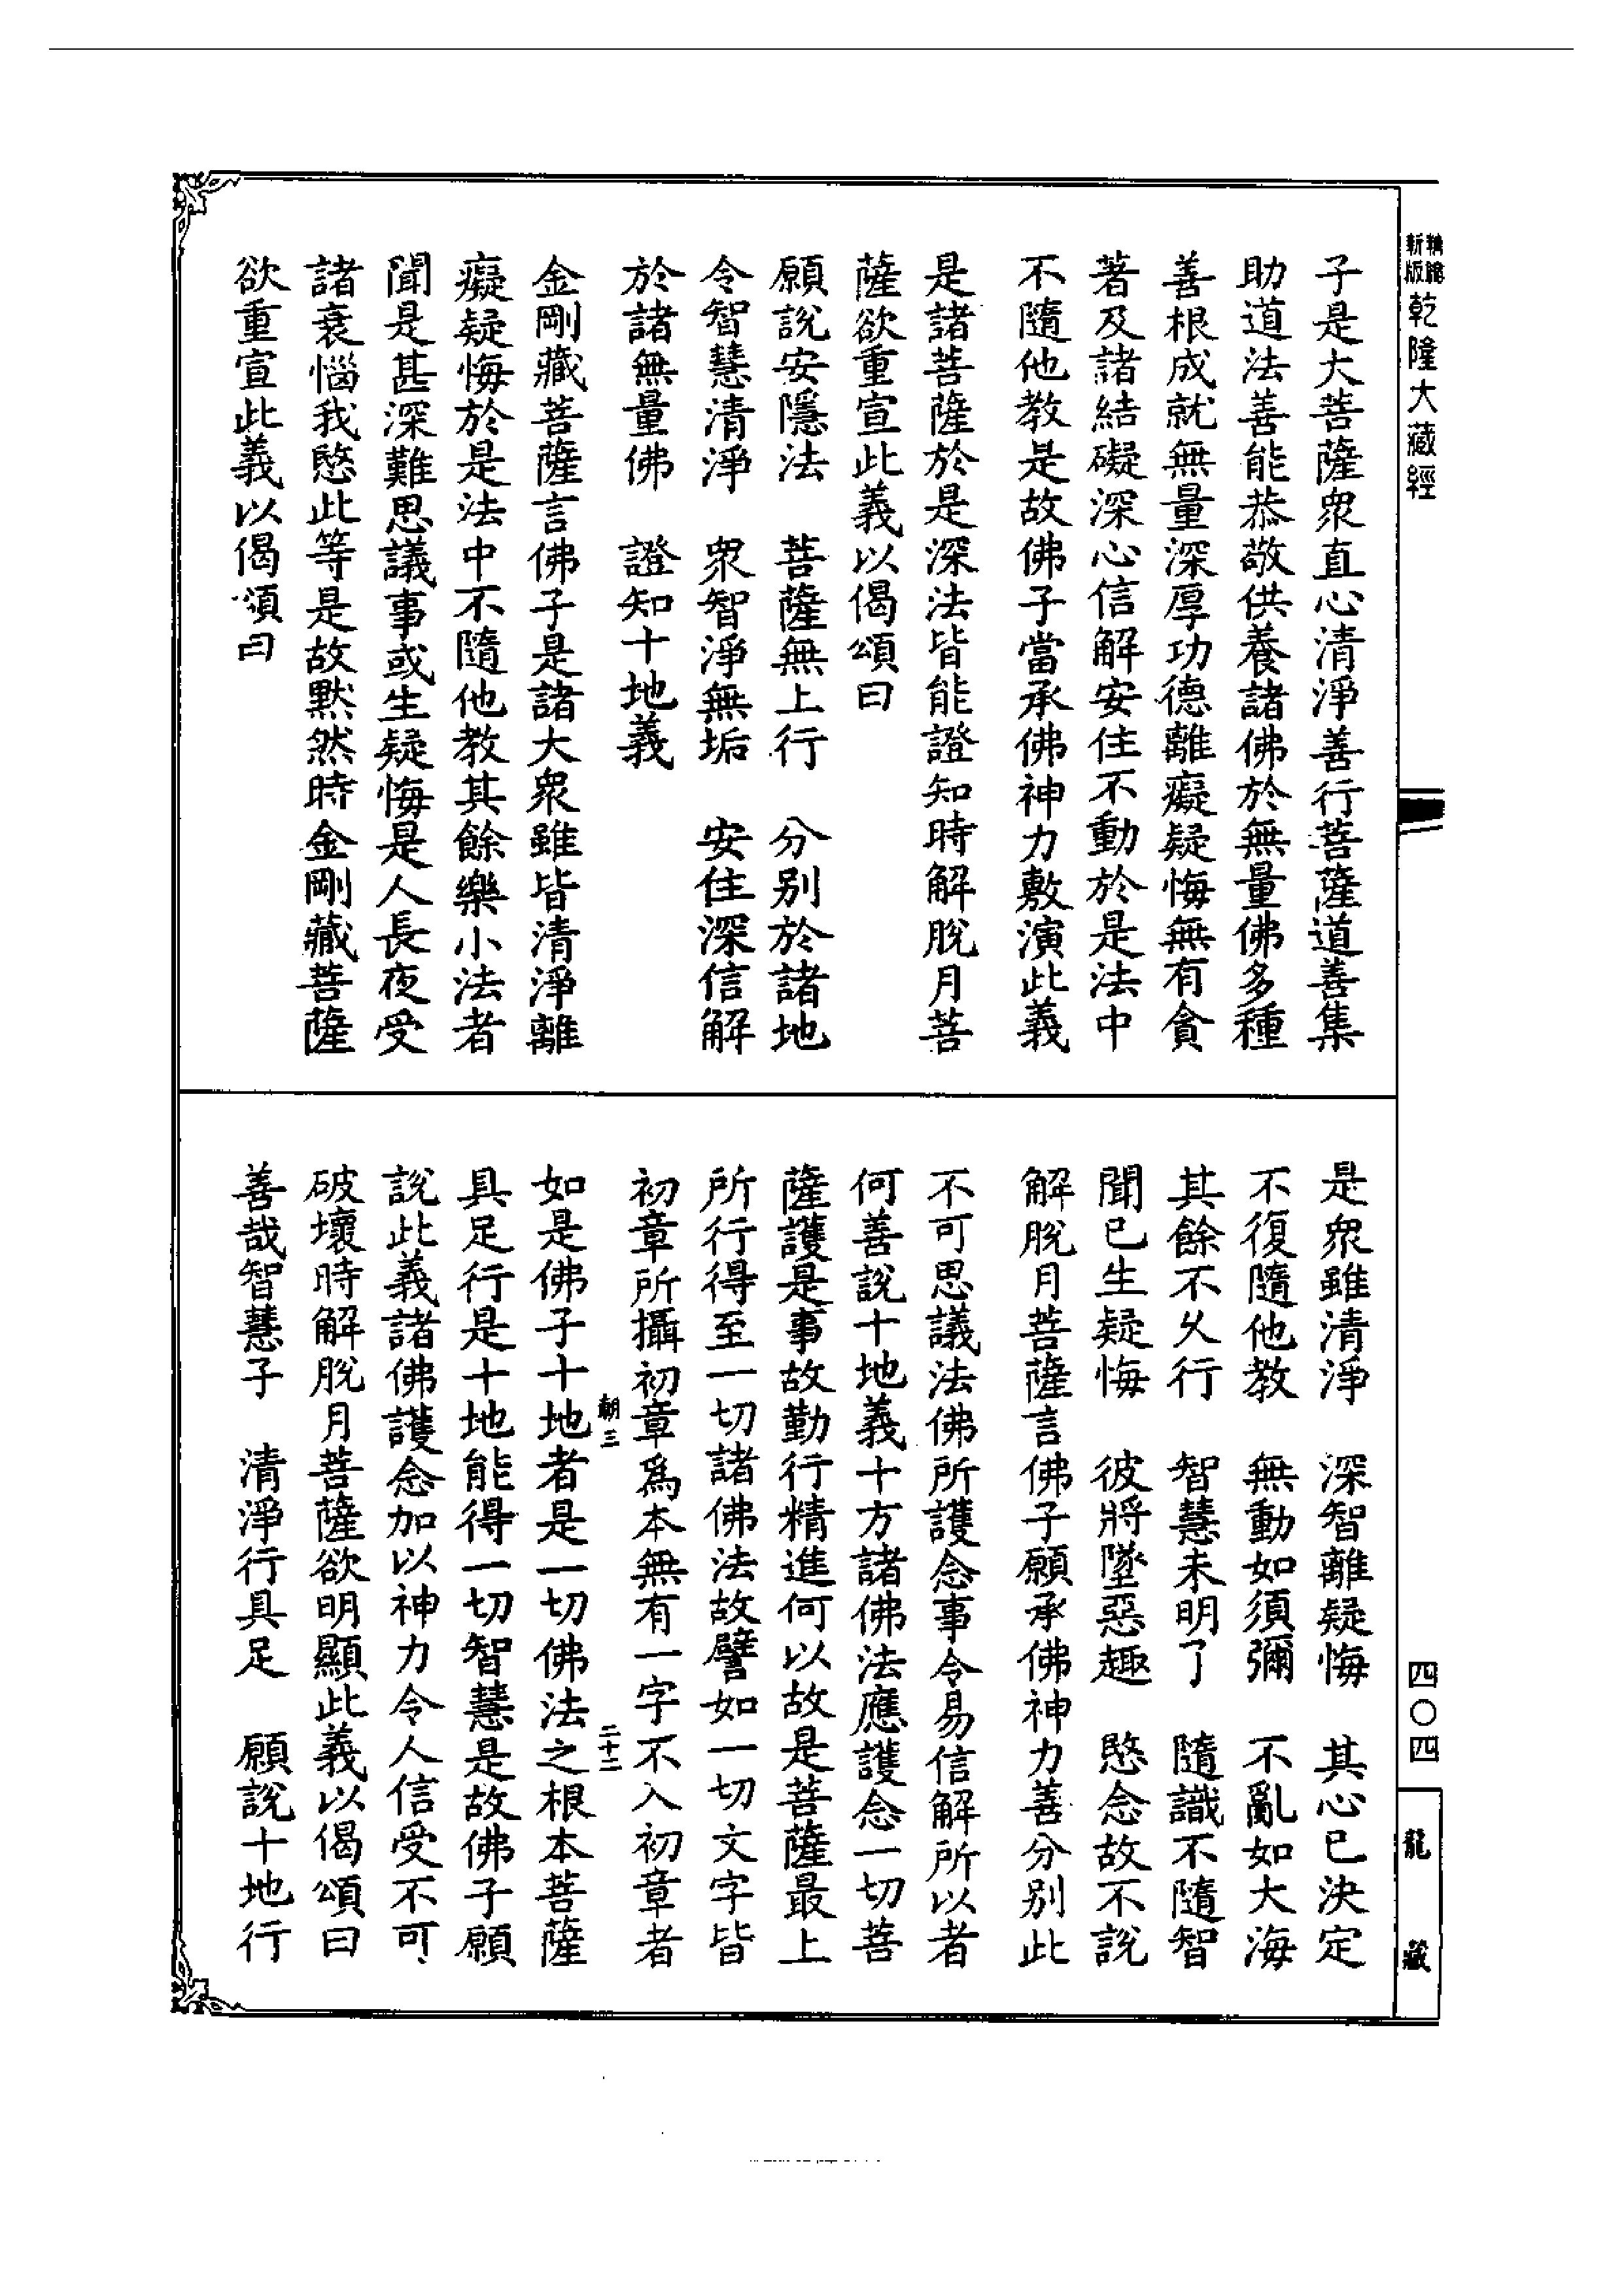 新版
乾隆大藏經
子是大菩薩衆直心清淨善行菩薩道善集
助道法善能恭敬供養諸佛於無量佛多種
善根成就無量深厚功德離癡疑悔無有貪
著及諸結礙深心信解安住不動於是法中
不隨他教是故佛子當承佛神力敷演此義
是諸菩薩於是深法皆能證知時解脫月菩
薩欲重宣此義以偈頌曰
願說安隱法　菩薩無上行　分別於諸地
令智慧清淨　衆智淨無垢　安住深信解
於諸無量佛　證知十地義
金剛藏菩薩言佛子是諸大衆雖皆清淨離
癡疑悔於是法中不隨他教其餘樂小法者
聞是甚深難思議事或生疑悔是人長夜受
諸衰惱我愍此等是故默然時金剛藏菩薩
欲重宣此義以偈頌曰
是衆雖清淨　深智離疑悔　其心已決定
不復隨他教　無動如須彌　不亂如大海
其餘不久行　智慧未明了　隨識不隨智
聞已生疑悔　彼將墜惡趣　愍念故不說
解脫月菩薩言佛子願承佛神力善分別此
不可思議法佛所護念事令易信解所以者
何善說十地義十方諸佛法應護念一切菩
薩護是事故勤行精進何以故是菩薩最上
所行得至一切諸佛法故譬如一切文字皆
初章所攝初章爲本無有一字不入初章者
朝三　二十二
如是佛子十地者是一切佛法之根本菩薩
具足行是十地能得一切智慧是故佛子願
說此義諸佛護念加以神力令人信受不可
破壞時解脫月菩薩欲明顯此義以偈頌曰
善哉智慧子　清淨行具足　願說十地行
四〇四
龍藏